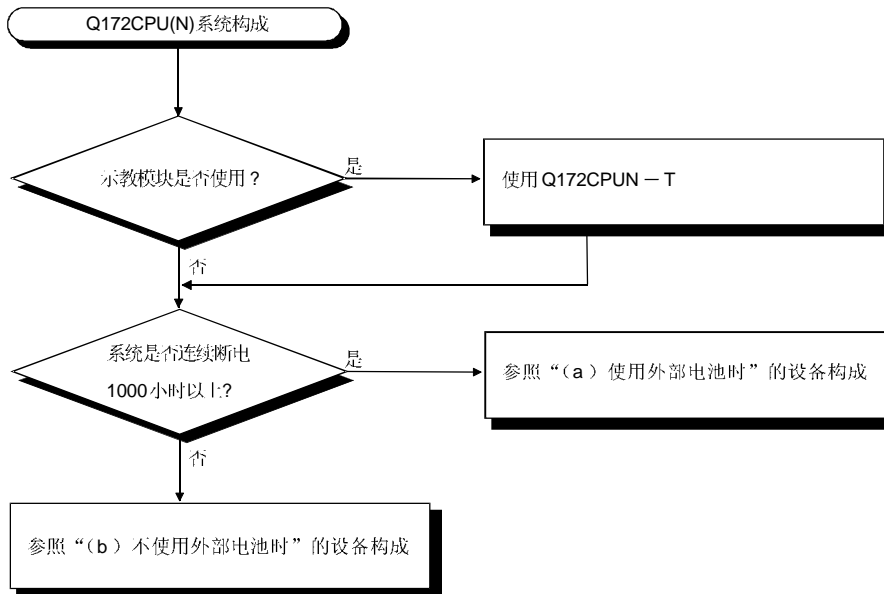 Q172CPU(N)系统构成
示教模块是否使用？
是
使用Q172CPUN－T
否
系统是否连续断电
1000小时以上?
是
参照“（a）使用外部电池时”的设备构成
否
参照“（b）不使用外部电池时”的设备构成